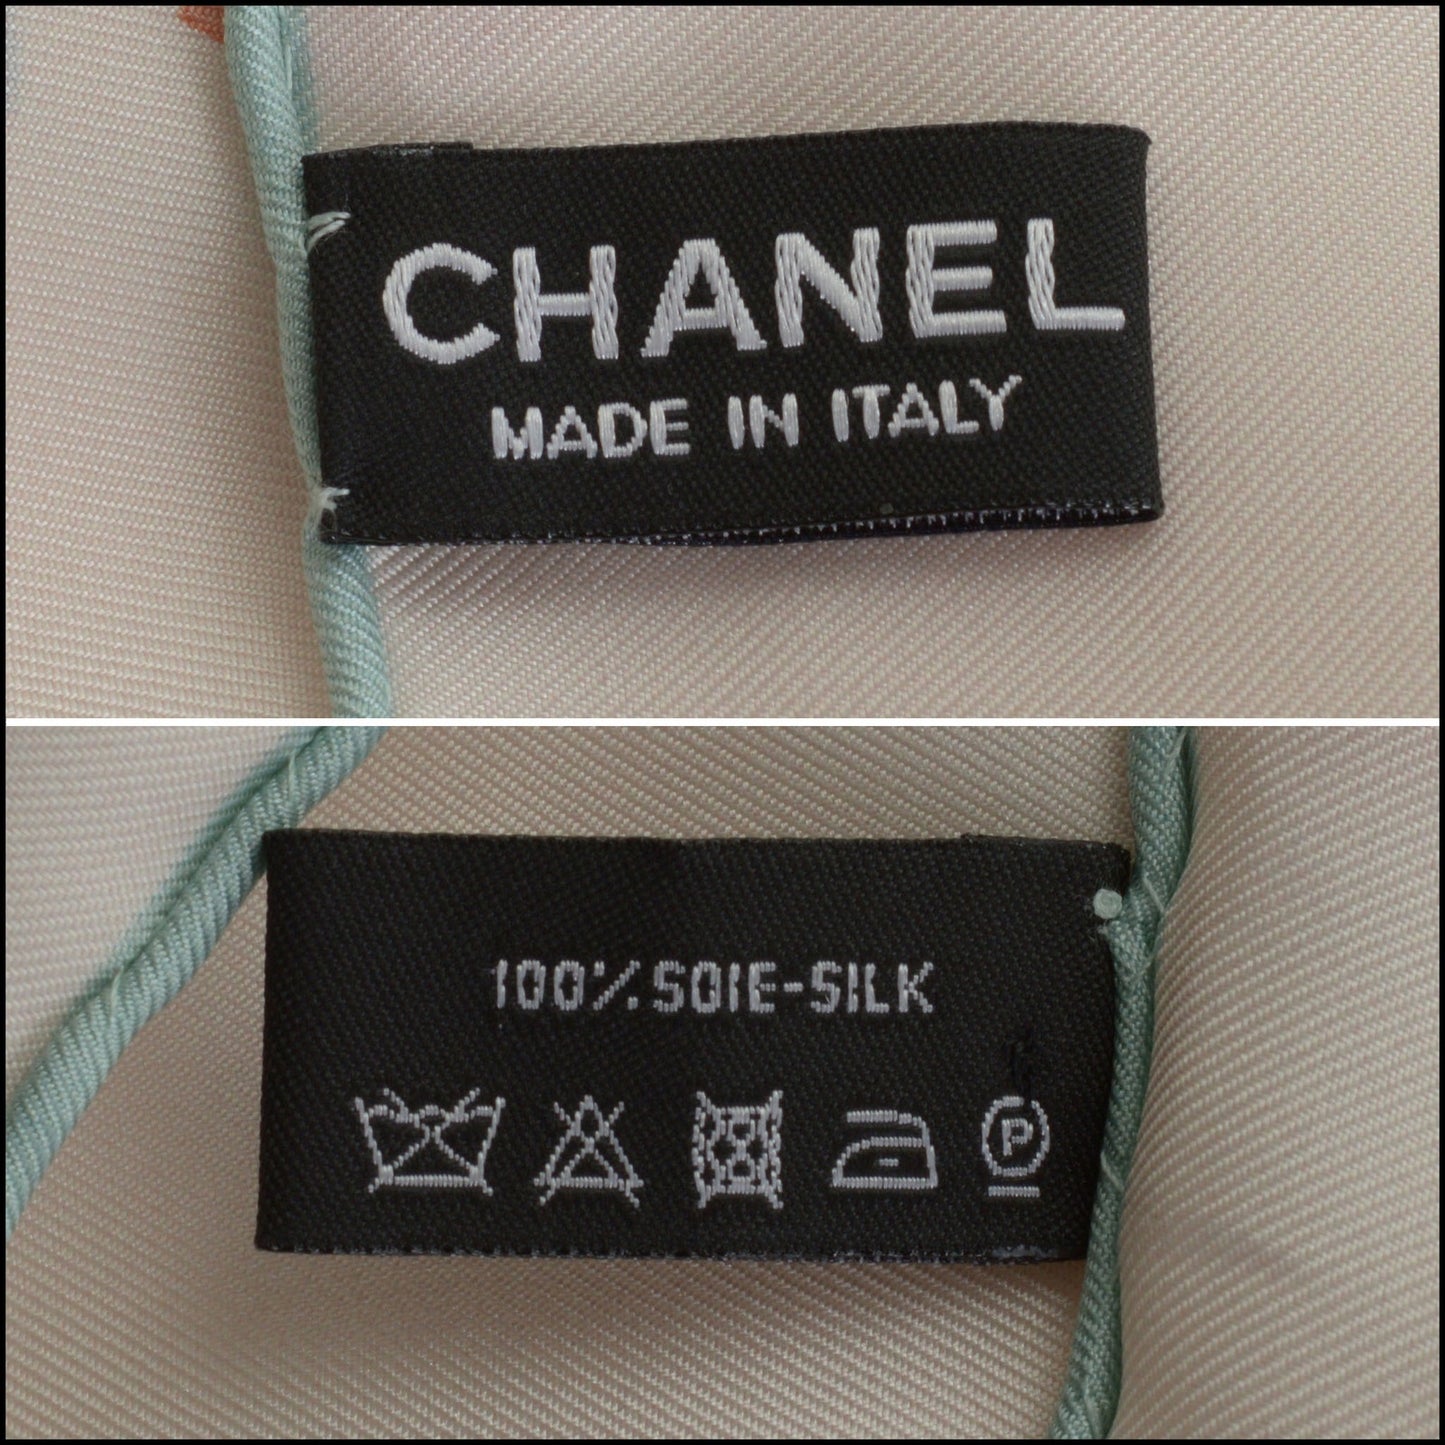 CHANEL
MADE IN ITALY
100% SOIE-SILK
P